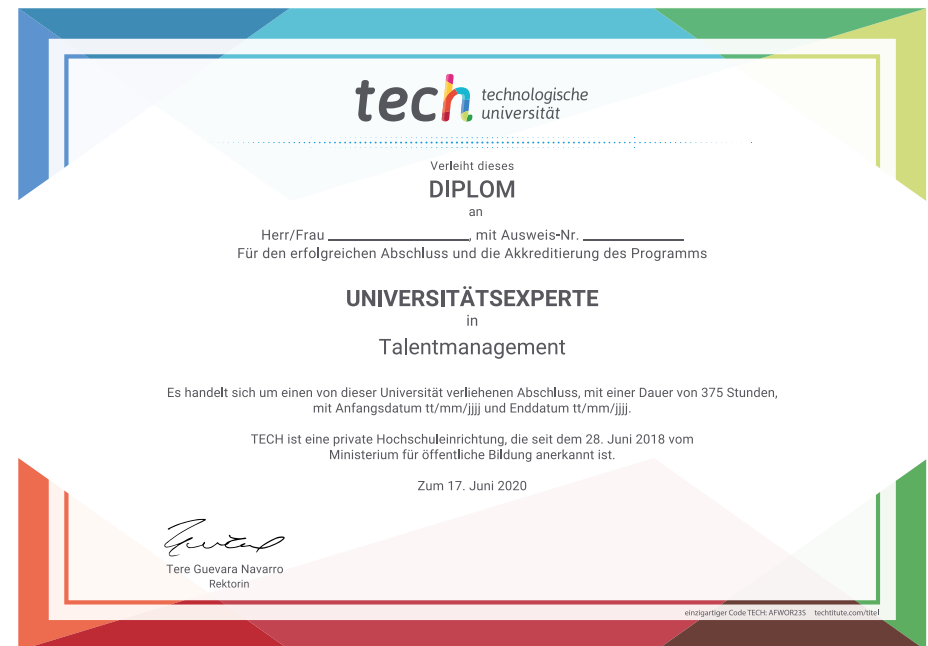 tech technologische
universität
Verleiht dieses
DIPLOM
an
Herr/Frau ____________, mit Ausweis-Nr. ____________
Für den erfolgreichen Abschluss und die Akkreditierung des Programms
UNIVERSITÄTSEXPERTE
in
Talentmanagement
Es handelt sich um einen von dieser Universität verliehenen Abschluss, mit einer Dauer von 375 Stunden,
mit Anfangsdatum tt/mm/jjjj und Enddatum tt/mm/jjjj.
TECH ist eine private Hochschuleinrichtung, die seit dem 28. Juni 2018 vom
Ministerium für öffentliche Bildung anerkannt ist.
Zum 17. Juni 2020
Tere Guevara Navarro
Rektorin
einzigartiger Code TECH: AFWOR23S techtitute.com/titel